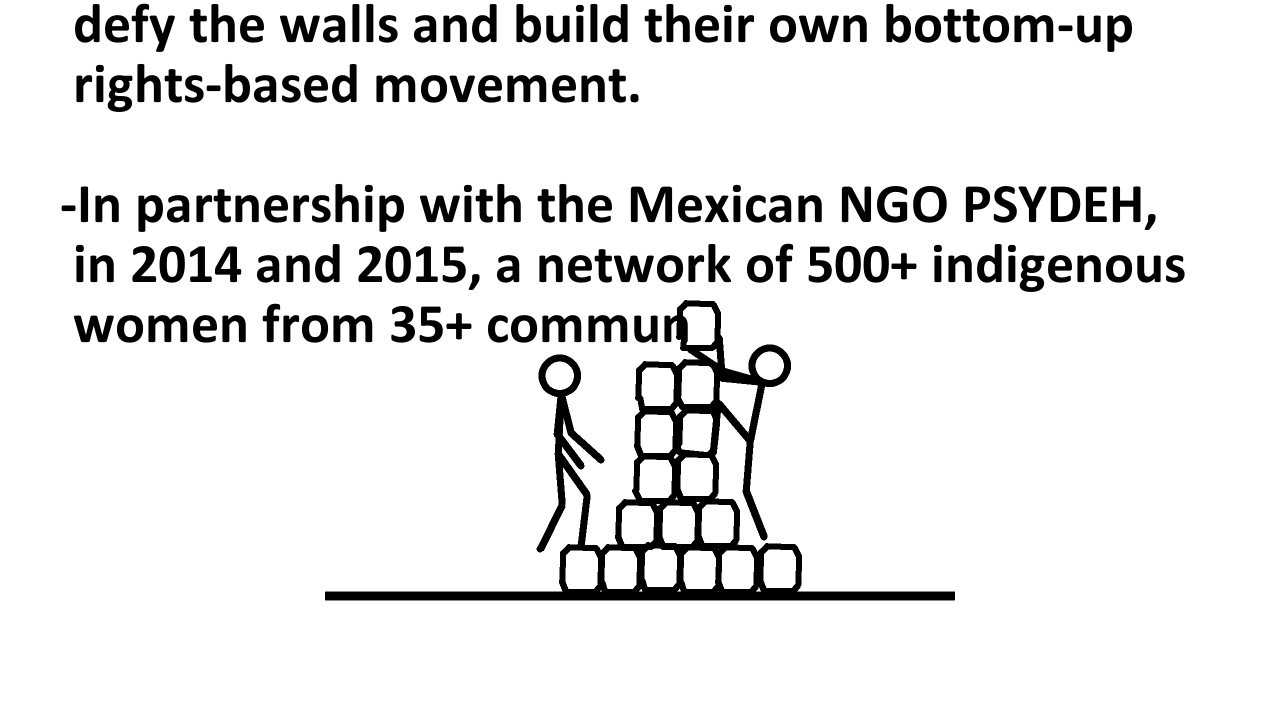 defy the walls and build their own bottom-up
rights-based movement.
-In partnership with the Mexican NGO PSYDEH,
in 2014 and 2015, a network of 500+ indigenous
women from 35+ commun